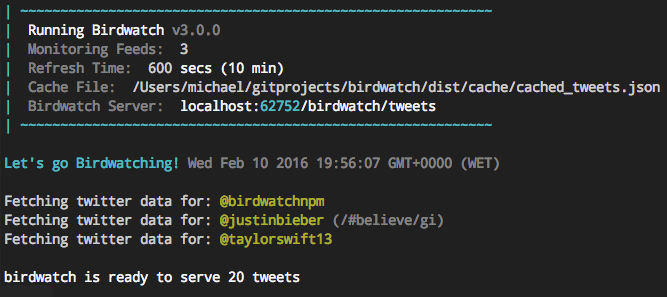 | ~~~~~~~~~~~~~~~~~~~~~~~~~~~~~~~~~~~~~~~~~~~~~~~~~~~~~~~~~~~
| Running Birdwatch v3.0.0
| Monitoring Feeds: 3
| Refresh Time: 600 secs (10 min)
| Cache File: /Users/michael/gitprojects/birdwatch/dist/cache/cached_tweets.json
| Birdwatch Server: localhost:62752/birdwatch/tweets
| ~~~~~~~~~~~~~~~~~~~~~~~~~~~~~~~~~~~~~~~~~~~~~~~~~~~~~~~~~~~
Let's go Birdwatching! Wed Feb 10 2016 19:56:07 GMT+0000 (WET)
Fetching twitter data for: @birdwatchnpm
Fetching twitter data for: @justinbieber (/#believe/gi)
Fetching twitter data for: @taylorswift13
birdwatch is ready to serve 20 tweets